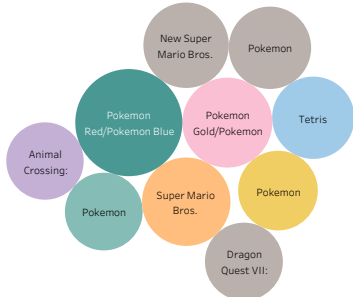 New Super
Mario Bros.
Pokemon
Pokemon
Red/Pokemon Blue
Pokemon
Gold/Pokemon
Tetris
Animal
Crossing:
Pokemon
Super Mario
Bros.
Pokemon
Dragon
Quest VII: